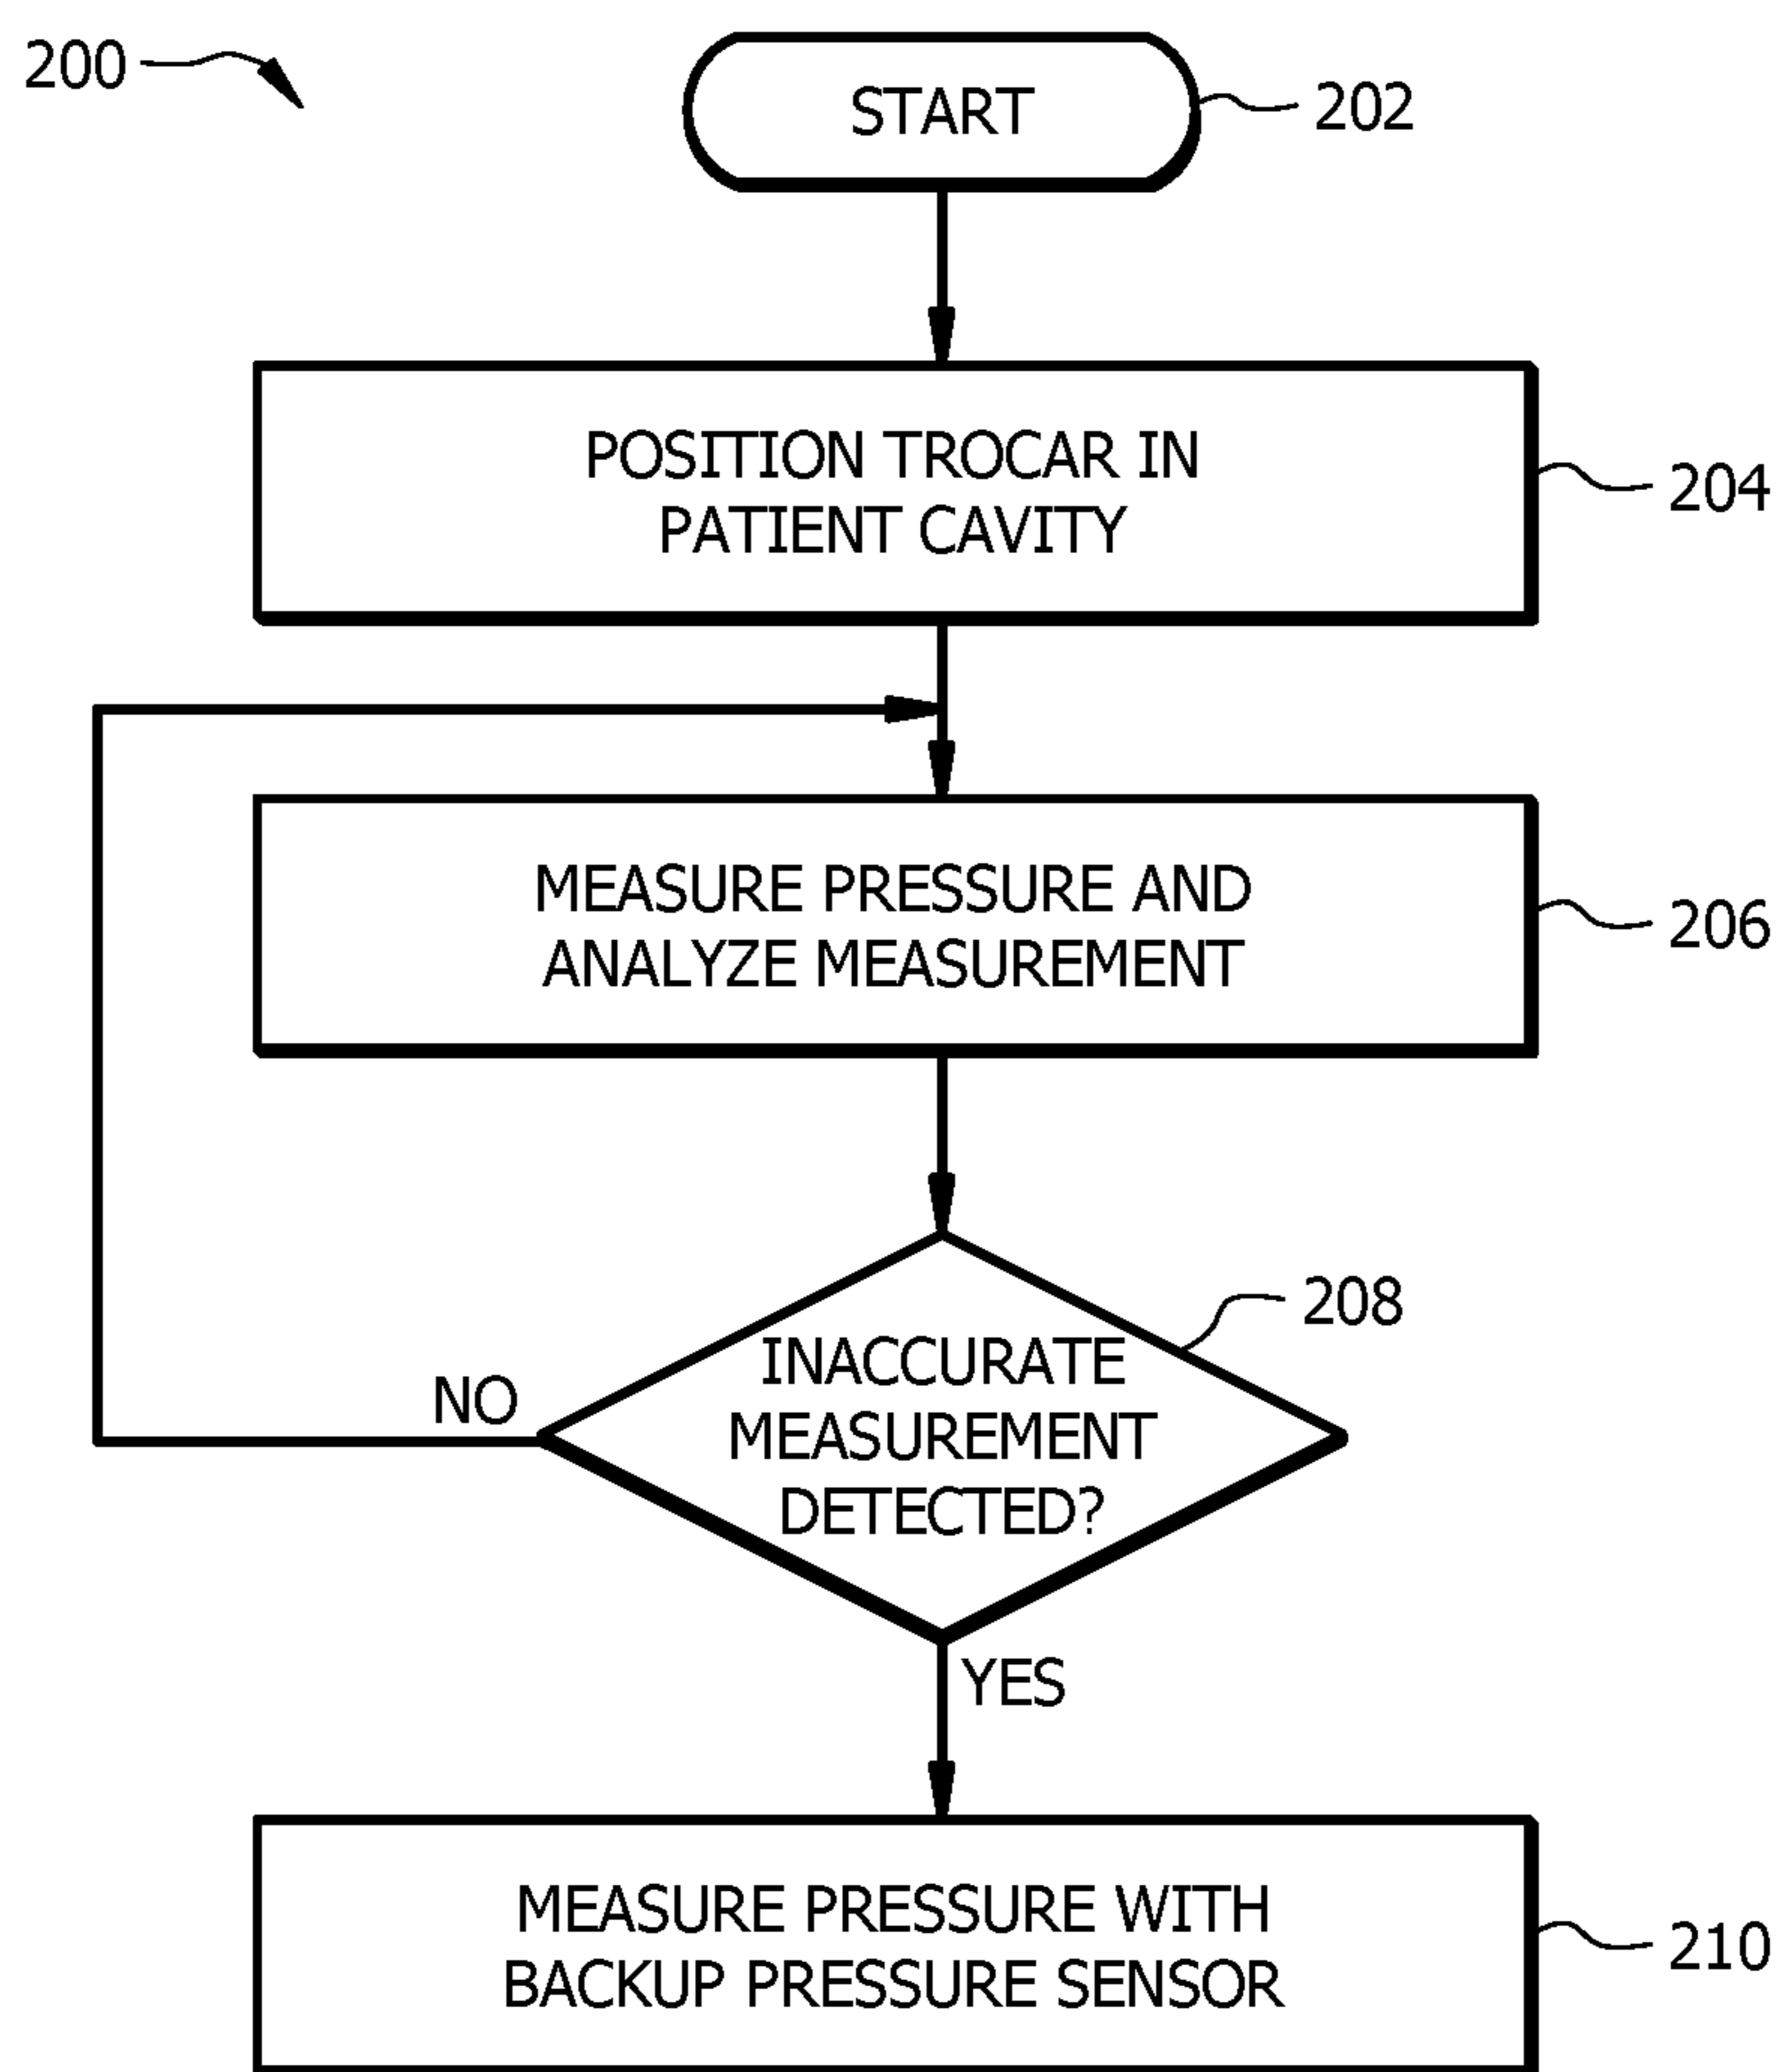 200
START
202
POSITION TROCAR IN
PATIENT CAVITY
204
MEASURE PRESSURE AND
ANALYZE MEASUREMENT
206
INACCURATE
MEASUREMENT
DETECTED?
208
NO
YES
MEASURE PRESSURE WITH
BACKUP PRESSURE SENSOR
210